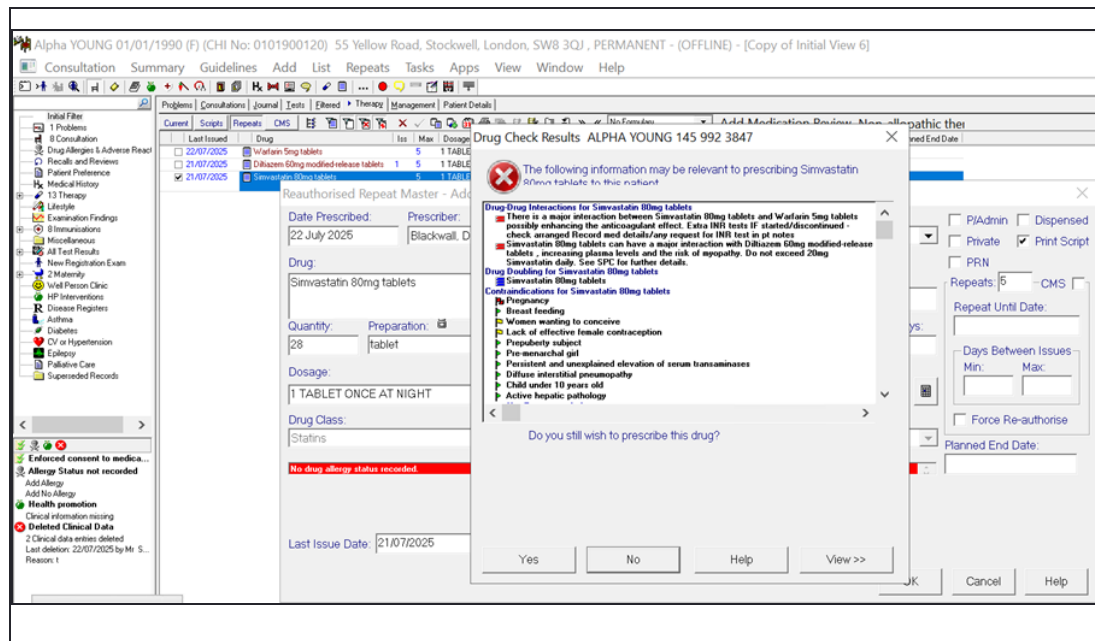 Alpha YOUNG 01/01/1990 (F) (CHI No: 0101900120) 55 Yellow Road, Stockwell, London, SW8 3QJ , PERMANENT - (OFFLINE) - [Copy of Initial View 6]
Consultation Summary Guidelines Add List Repeats Tasks Apps View Window Help
Problems Consultations Journal Tests Filtered Therapy Management Patient Details
Initial Filter
1 Problems
8 Consultation
Drug Allergies & Adverse React
Recalls and Reviews
Patient Preference
Medical History
13 Therapy
Lifestyle
Examination Findings
8 Immunisations
Miscellaneous
All Test Results
New Registration Exam
2 Maternity
Well Person Clinic
HP Interventions
Disease Registers
Asthma
Diabetes
CV or Hypertension
Epilepsy
Palliative Care
Superseded Records
Enforced consent to medica...
Allergy Status not recorded
Add Allergy
Add No Allergy
Health promotion
Clinical information missing
Deleted Clinical Data
2 Clinical data entries deleted
Last deletion: 22/07/2025 by Mr S...
Reason: t
Current Scripts Repeats CMS No Formulary Add Medication Review Non-allopathic ther
Last Issued Drug Iss Max Dosage nned End Date
22/07/2025 Warfarin 5mg tablets 5 1 TABLE
21/07/2025 Diltiazem 60mg modified-release tablets 1 5 1 TABLE
21/07/2025 Simvastatin 80mg tablets 5 1 TABLE
Reauthorised Repeat Master - Add
Date Prescribed: Prescriber:
22 July 2025 Blackwall, D
Drug:
Simvastatin 80mg tablets
Quantity: Preparation:
28 tablet
Dosage:
1 TABLET ONCE AT NIGHT
Drug Class:
Statins
No drug allergy status recorded.
Last Issue Date: 21/07/2025
Drug Check Results ALPHA YOUNG 145 992 3847
The following information may be relevant to prescribing Simvastatin
80mg tablets to this patient
Drug-Drug Interactions for Simvastatin 80mg tablets
There is a major interaction between Simvastatin 80mg tablets and Warfarin 5mg tablets
possibly enhancing the anticoagulant effect. Extra INR tests IF started/discontinued -
check arranged Record med details/any request for INR test in pt notes
Simvastatin 80mg tablets can have a major interaction with Diltiazem 60mg modified-release
tablets , increasing plasma levels and the risk of myopathy. Do not exceed 20mg
Simvastatin daily. See SPC for further details.
Drug Doubling for Simvastatin 80mg tablets
Simvastatin 80mg tablets
Contraindications for Simvastatin 80mg tablets
Pregnancy
Breast feeding
Women wanting to conceive
Lack of effective female contraception
Prepuberty subject
Pre-menarchal girl
Persistent and unexplained elevation of serum transaminases
Diffuse interstitial pneumopathy
Child under 10 years old
Active hepatic pathology
Do you still wish to prescribe this drug?
Yes No Help View >>
P/Admin Dispensed
Private Print Script
PRN
Repeats: 5 CMS
Repeat Until Date:
ys:
Days Between Issues
Min: Max:
Force Re-authorise
Planned End Date:
OK Cancel Help